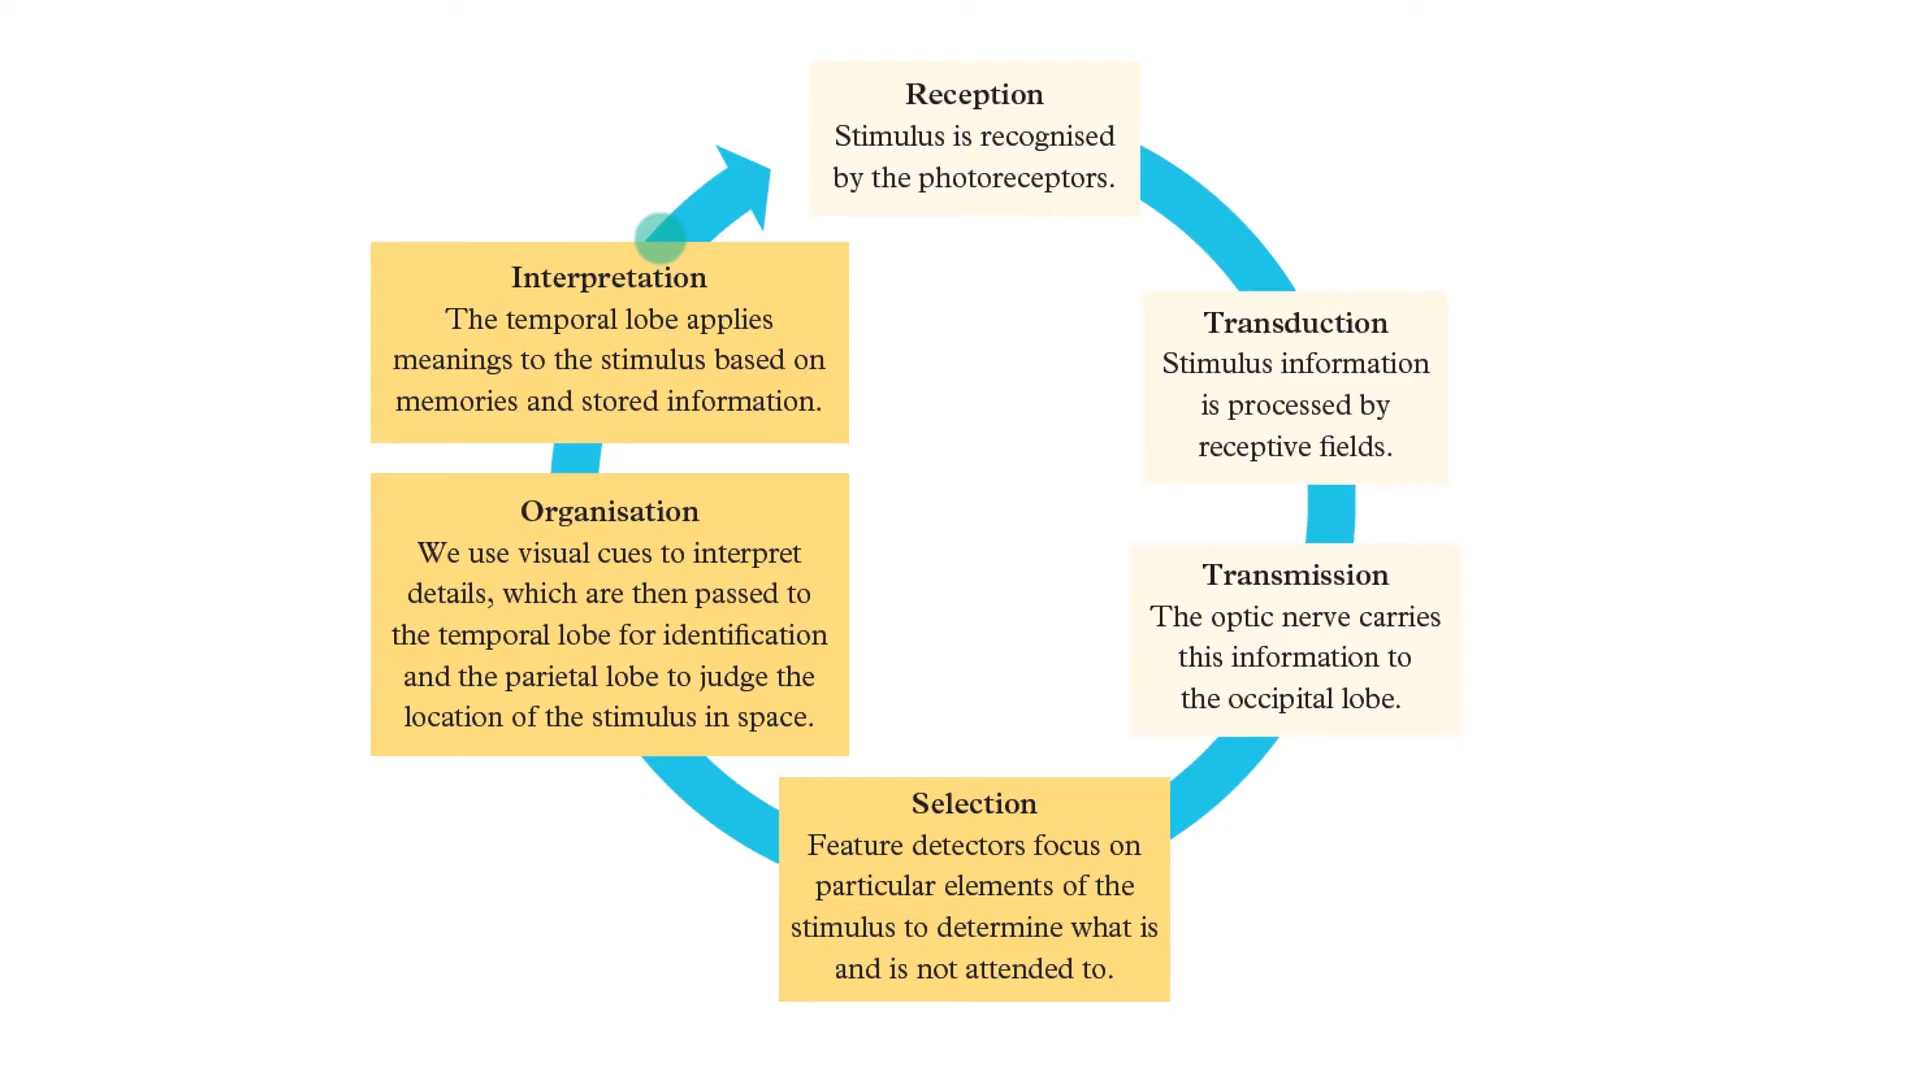 Reception
Stimulus is recognised
by the photoreceptors.
Transduction
Stimulus information
is processed by
receptive fields.
Transmission
The optic nerve carries
this information to
the occipital lobe.
Selection
Feature detectors focus on
particular elements of the
stimulus to determine what is
and is not attended to.
Organisation
We use visual cues to interpret
details, which are then passed to
the temporal lobe for identification
and the parietal lobe to judge the
location of the stimulus in space.
Interpretation
The temporal lobe applies
meanings to the stimulus based on
memories and stored information.